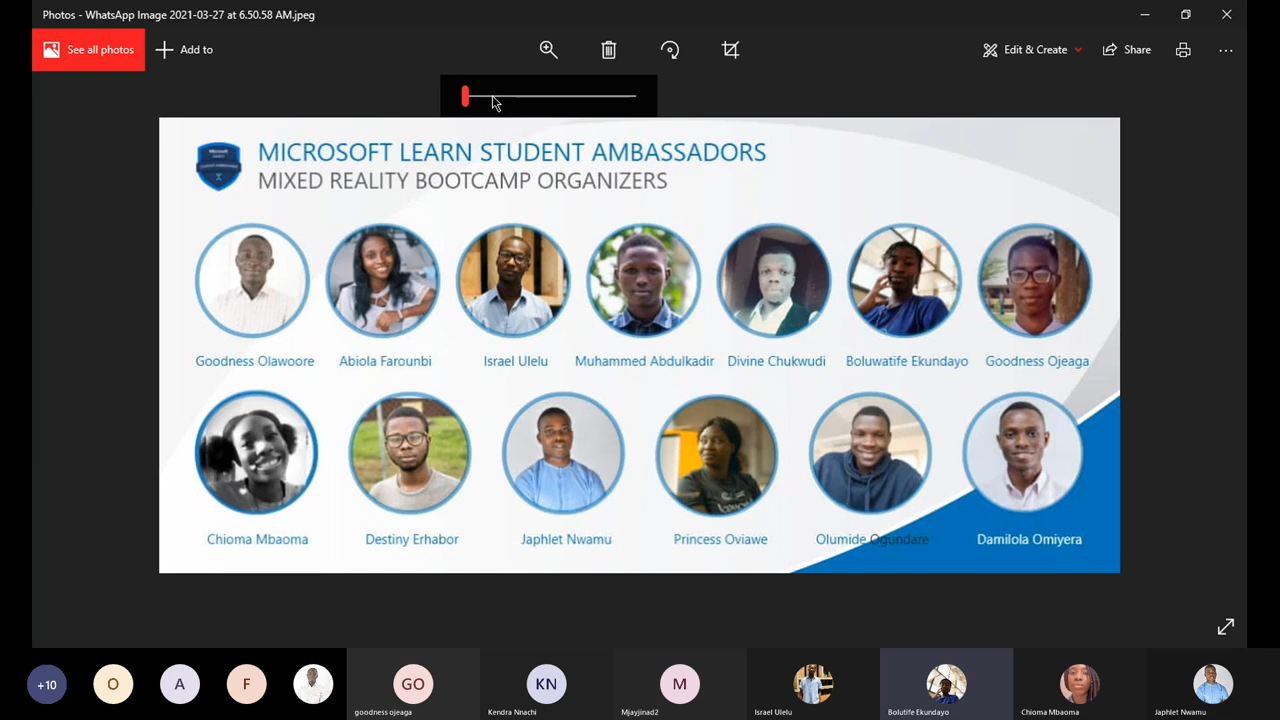 Photos - WhatsApp Image 2021-03-27 at 6.50.58 AM.jpeg
See all photos
Add to
Edit & Create
Share
Microsoft
MICROSOFT LEARN STUDENT AMBASSADORS
MIXED REALITY BOOTCAMP ORGANIZERS
Goodness Olawoore
Abiola Farounbi
Israel Ulelu
Muhammed Abdulkadir
Divine Chukwudi
Boluwatife Ekundayo
Goodness Ojeaga
Chioma Mbaoma
Destiny Erhabor
Japhlet Nwamu
Princess Oviawe
Olumide Ogundare
Damilola Omiyera
+10
O
A
F
GO
KN
M
goodness ojeaga
Kendra Nnachi
Mjayjinad2
Israel Ulelu
Bolutife Ekundayo
Chioma Mbaoma
Japhlet Nwamu